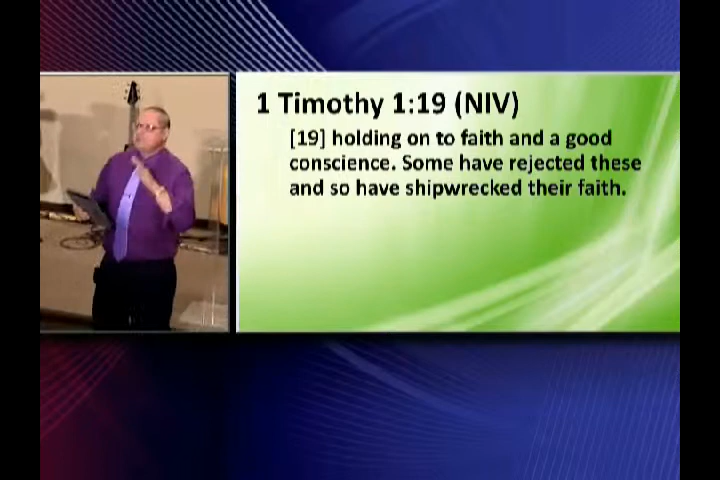 1 Timothy 1:19 (NIV)
[19] holding on to faith and a good
conscience. Some have rejected these
and so have shipwrecked their faith.